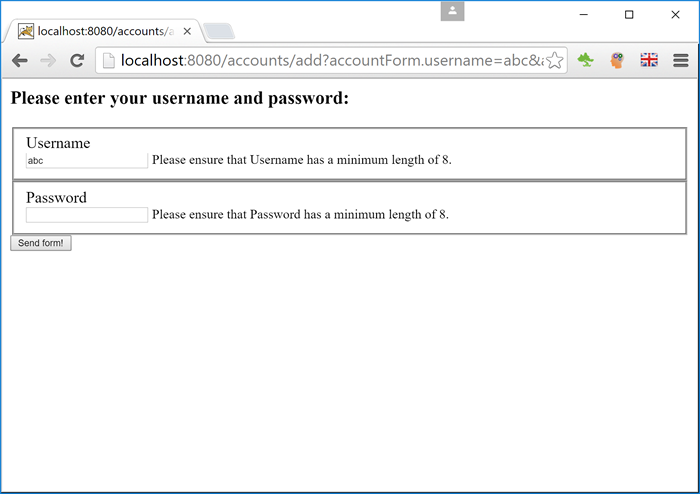 localhost:8080/accounts/a
localhost:8080/accounts/add?accountForm.username=abc&a
Please enter your username and password:
Username
abc Please ensure that Username has a minimum length of 8.
Password
Please ensure that Password has a minimum length of 8.
Send form!